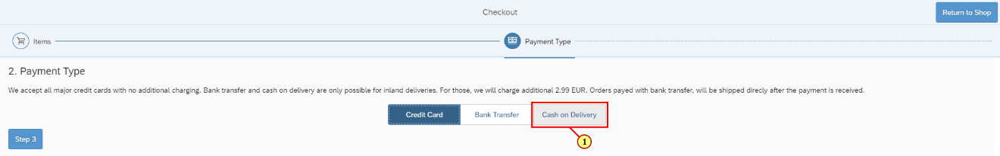 Checkout
Return to Shop
Items
Payment Type
2. Payment Type
We accept all major credit cards with no additional charging. Bank transfer and cash on delivery are only possible for inland deliveries. For those, we will charge additional 2.99 EUR. Orders payed with bank transfer, will be shipped direcly after the payment is received.
Credit Card
Bank Transfer
Cash on Delivery
1
Step 3